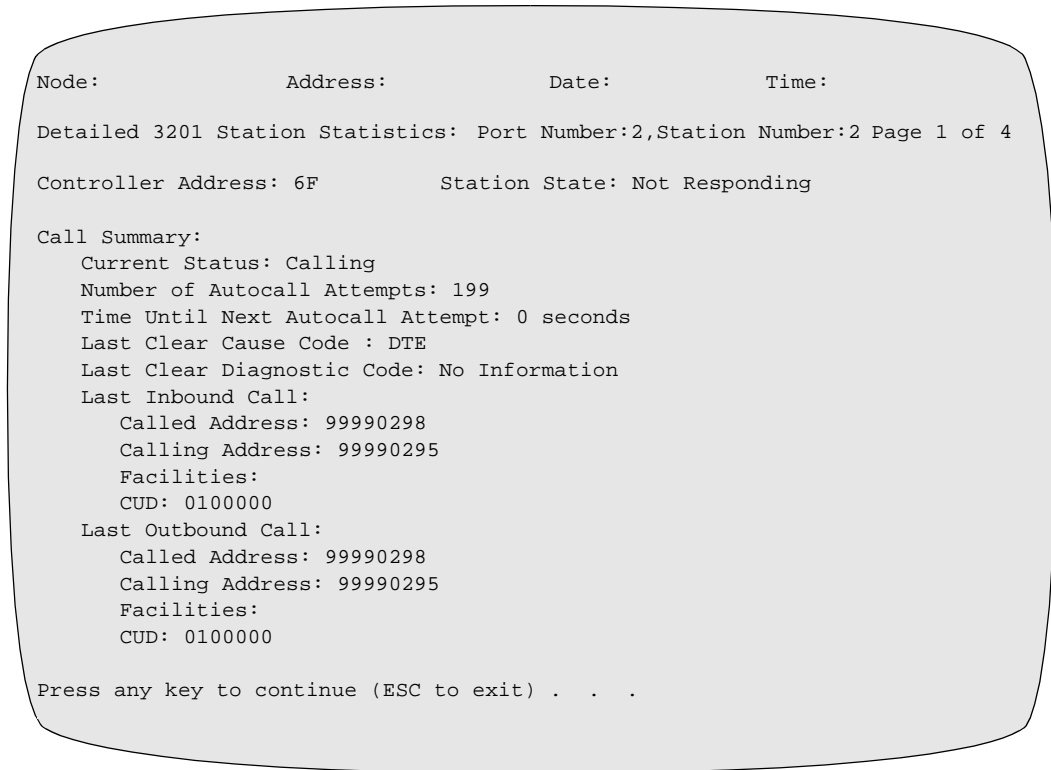 Node: Address: Date: Time:
Detailed 3201 Station Statistics: Port Number:2,Station Number:2 Page 1 of 4
Controller Address: 6F Station State: Not Responding
Call Summary:
Current Status: Calling
Number of Autocall Attempts: 199
Time Until Next Autocall Attempt: 0 seconds
Last Clear Cause Code : DTE
Last Clear Diagnostic Code: No Information
Last Inbound Call:
Called Address: 99990298
Calling Address: 99990295
Facilities:
CUD: 0100000
Last Outbound Call:
Called Address: 99990298
Calling Address: 99990295
Facilities:
CUD: 0100000
Press any key to continue (ESC to exit) . . .